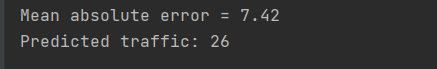 Mean absolute error = 7.42
Predicted traffic: 26